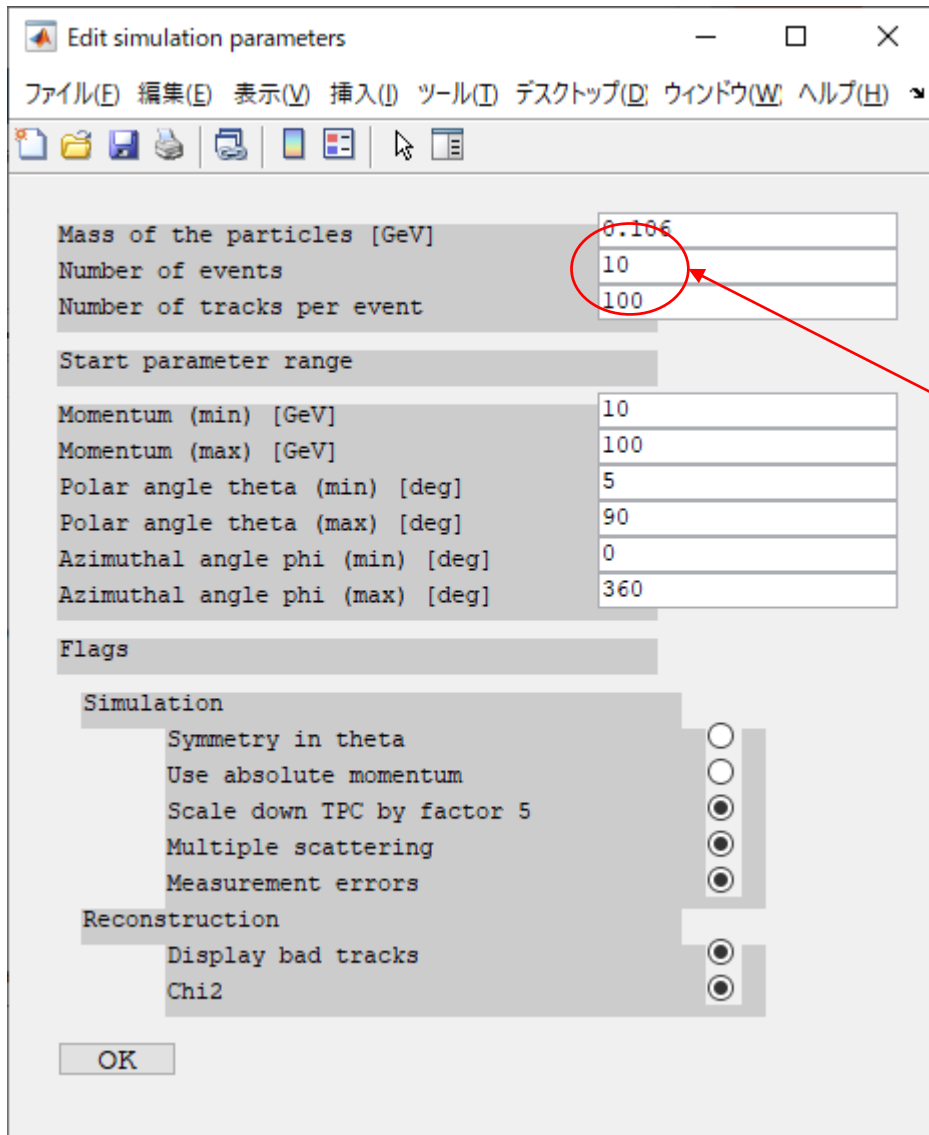 Edit simulation parameters
ファイル(F) 編集(E) 表示(V) 挿入(I) ツール(T) デスクトップ(D) ウィンドウ(W) ヘルプ(H)
Mass of the particles [GeV] 0.106
Number of events 10
Number of tracks per event 100
Start parameter range
Momentum (min) [GeV] 10
Momentum (max) [GeV] 100
Polar angle theta (min) [deg] 5
Polar angle theta (max) [deg] 90
Azimuthal angle phi (min) [deg] 0
Azimuthal angle phi (max) [deg] 360
Flags
Simulation
Symmetry in theta
Use absolute momentum
Scale down TPC by factor 5
Multiple scattering
Measurement errors
Reconstruction
Display bad tracks
Chi2
OK